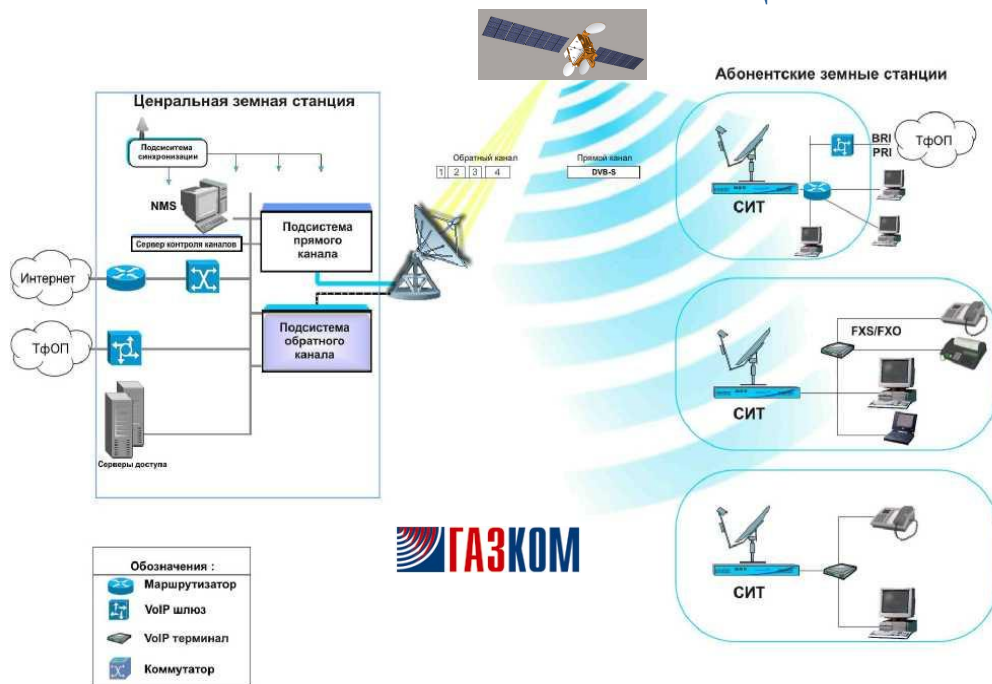 Абонентские земные станции
Ценральная земная станция
Подсиситема
синхронизации
NMS
Сервер контроля каналов
Подсистема
прямого
канала
Подсистема
обратного
канала
Интернет
ТфОП
Серверы доступа
Обратный канал
1 2 3 4
Прямой канал
DVB-S
СИТ
BRI
PRI
ТфОП
FXS/FXO
СИТ
СИТ
ГАЗКОМ
Обозначения :
Маршрутизатор
VoIP шлюз
VoIP терминал
Коммутатор